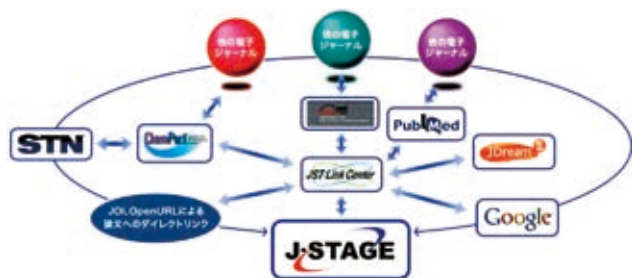 他の電子
ジャーナル
他の電子
ジャーナル
他の電子
ジャーナル
STN
ChemPort
PubMed
JST Link Center
JDream
JOI, OpenURLによる
論文へのダイレクトリンク
Google
J-STAGE